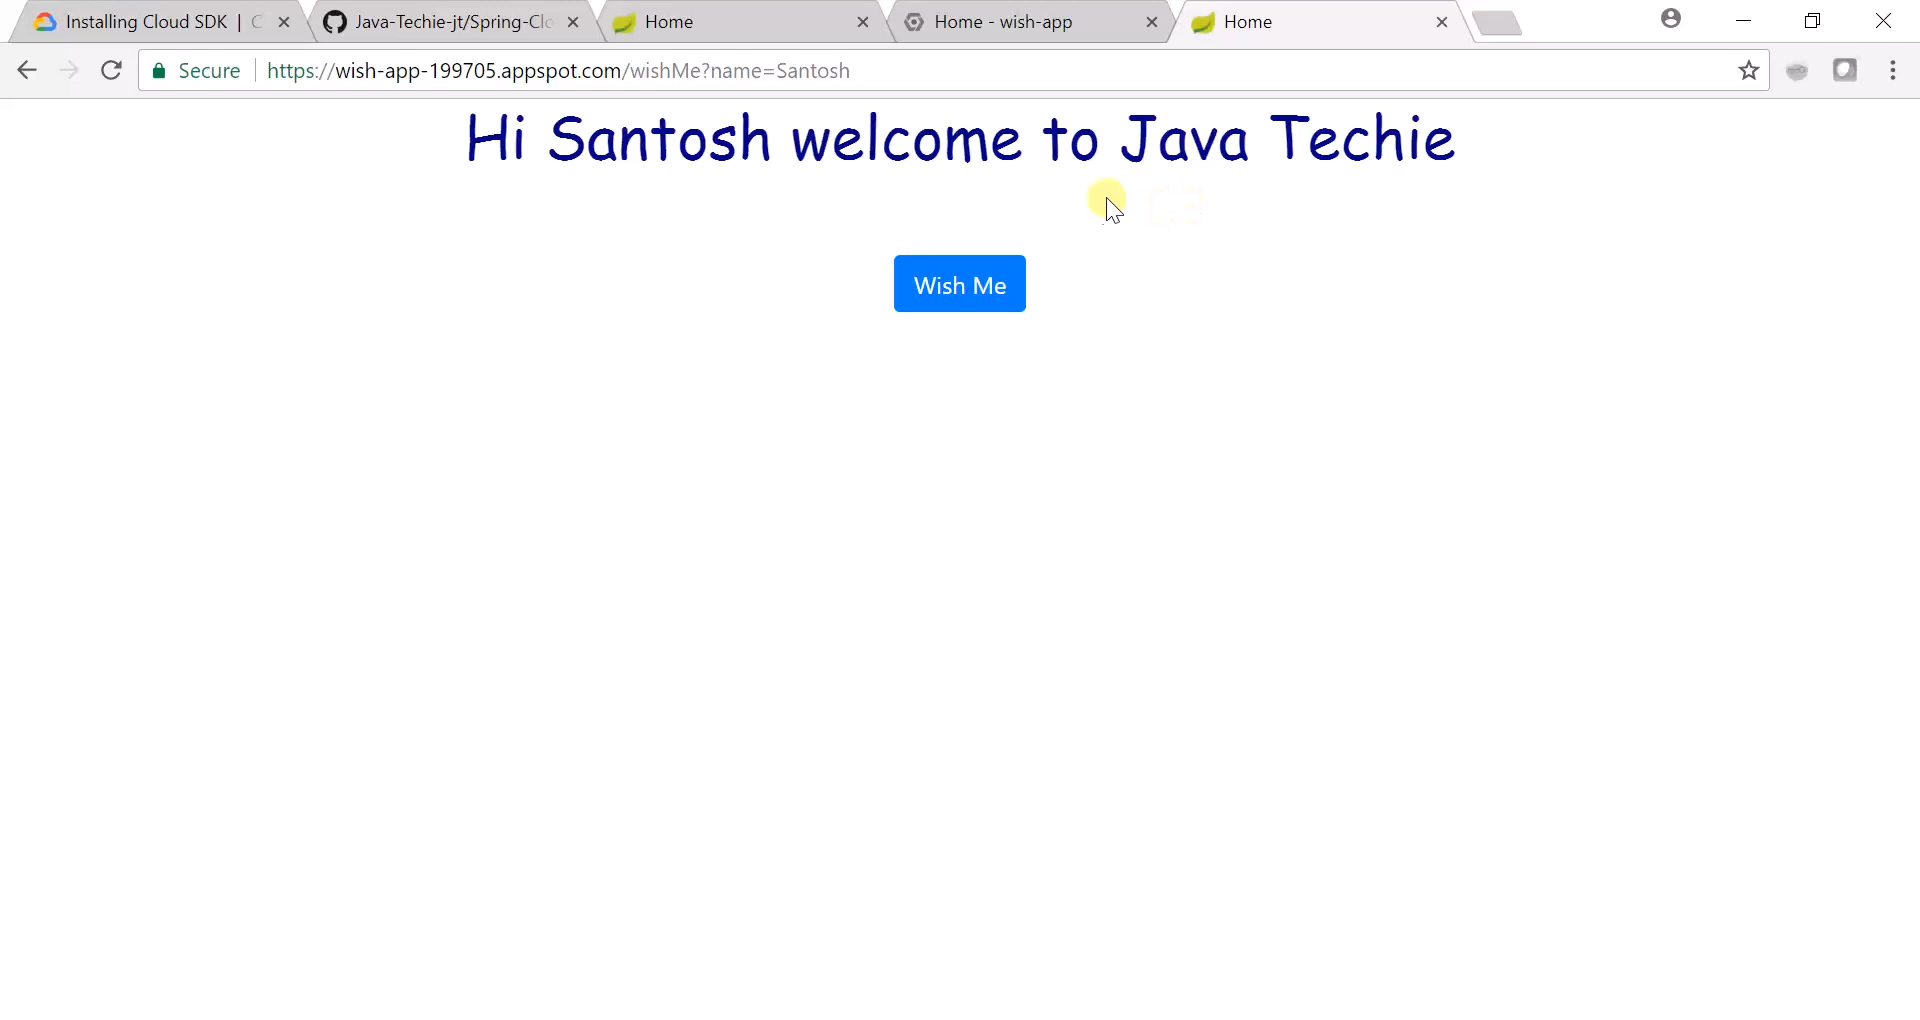 Installing Cloud SDK | C
Java-Techie-jt/Spring-Clo
Home
Home - wish-app
Home
Secure
https://wish-app-199705.appspot.com/wishMe?name=Santosh
Hi Santosh welcome to Java Techie
Wish Me